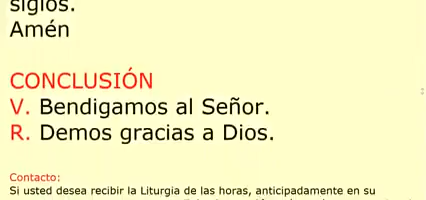 siglos.
Amén
CONCLUSIÓN
V. Bendigamos al Señor.
R. Demos gracias a Dios.
Contacto:
Si usted desea recibir la Liturgia de las horas, anticipadamente en su